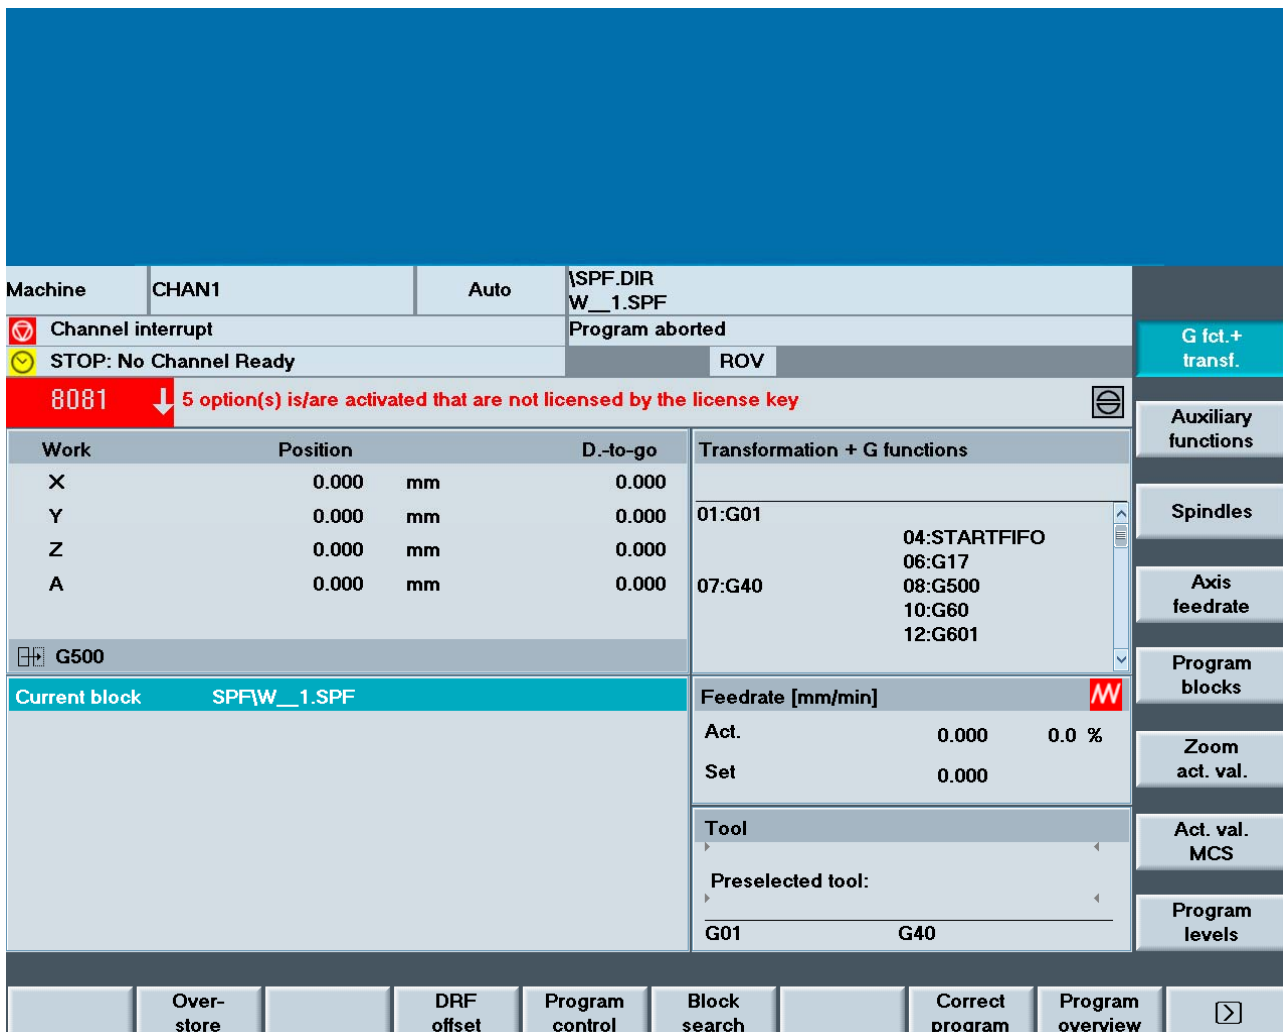 Machine CHAN1 Auto \SPF.DIR
W__1.SPF
Channel interrupt Program aborted
STOP: No Channel Ready ROV
8081 5 option(s) is/are activated that are not licensed by the license key
Work Position D.-to-go
X 0.000 mm 0.000
Y 0.000 mm 0.000
Z 0.000 mm 0.000
A 0.000 mm 0.000
G500
Transformation + G functions
01:G01
04:STARTFIFO
06:G17
07:G40 08:G500
10:G60
12:G601
Current block SPF\W__1.SPF
Feedrate [mm/min]
Act. 0.000 0.0 %
Set 0.000
Tool
Preselected tool:
G01 G40
G fct.+
transf.
Auxiliary
functions
Spindles
Axis
feedrate
Program
blocks
Zoom
act. val.
Act. val.
MCS
Program
levels
Over-
store
DRF
offset
Program
control
Block
search
Correct
program
Program
overview